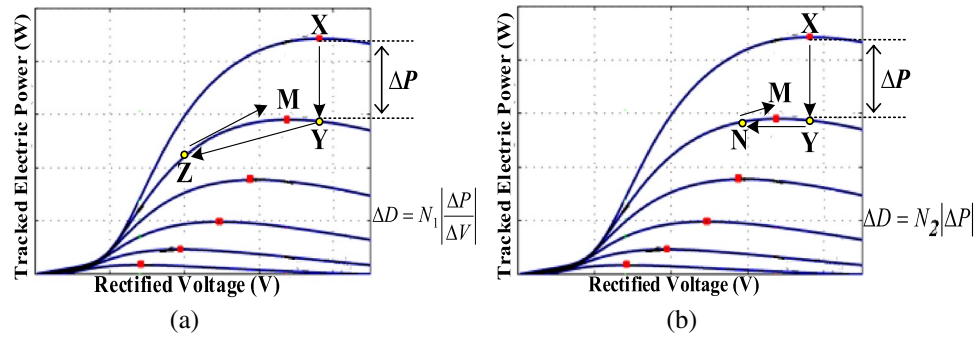 Tracked Electric Power (W)
X
ΔP
M
Y
Z
ΔD = N₁|ΔP/ΔV|
Rectified Voltage (V)
(a)
Tracked Electric Power (W)
X
ΔP
M
N
Y
ΔD = N₂|ΔP|
Rectified Voltage (V)
(b)